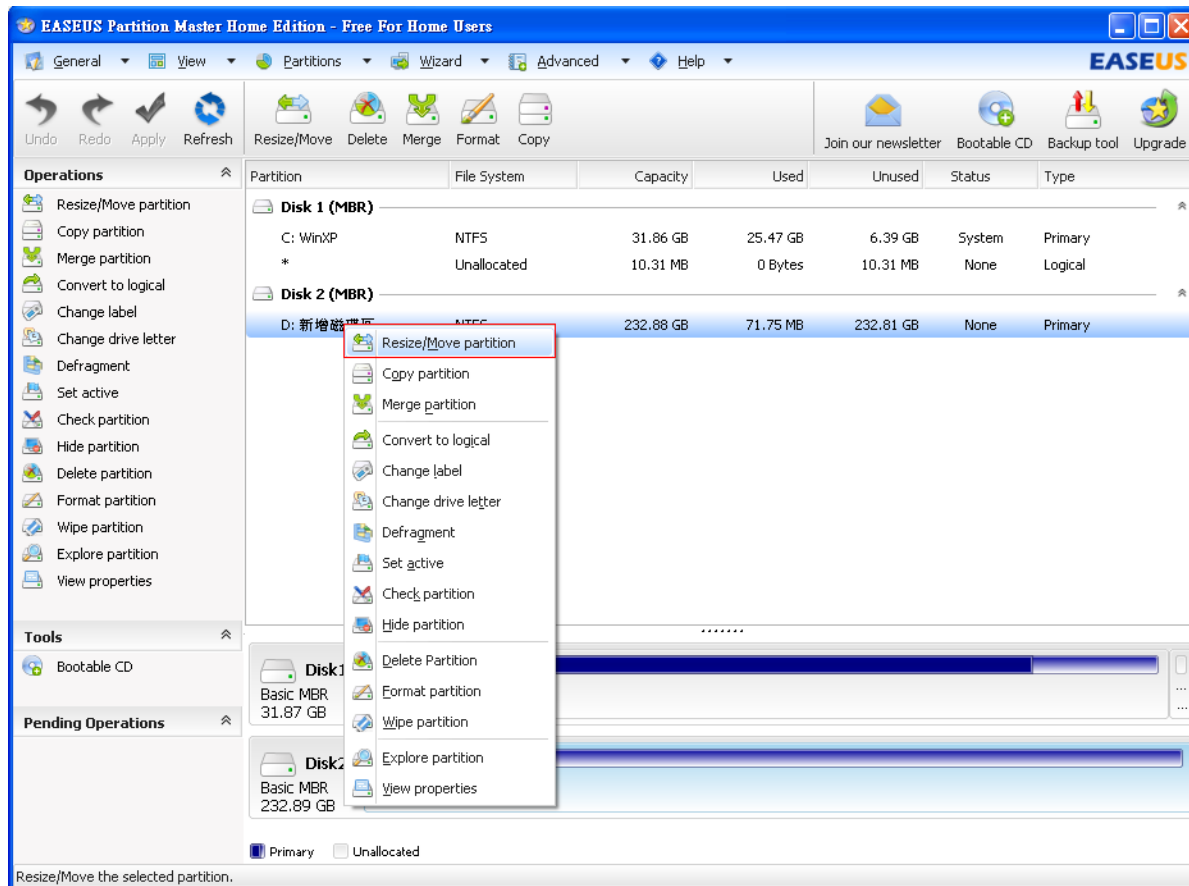 EASEUS Partition Master Home Edition - Free For Home Users
General View Partitions Wizard Advanced Help EASEUS
Undo Redo Apply Refresh Resize/Move Delete Merge Format Copy Join our newsletter Bootable CD Backup tool Upgrade
Operations
Resize/Move partition
Copy partition
Merge partition
Convert to logical
Change label
Change drive letter
Defragment
Set active
Check partition
Hide partition
Delete partition
Format partition
Wipe partition
Explore partition
View properties
Tools
Bootable CD
Pending Operations
Partition File System Capacity Used Unused Status Type
Disk 1 (MBR)
C: WinXP NTFS 31.86 GB 25.47 GB 6.39 GB System Primary
* Unallocated 10.31 MB 0 Bytes 10.31 MB None Logical
Disk 2 (MBR)
D: 新增磁碟區 NTFS 232.88 GB 71.75 MB 232.81 GB None Primary
Resize/Move partition
Copy partition
Merge partition
Convert to logical
Change label
Change drive letter
Defragment
Set active
Check partition
Hide partition
Delete Partition
Format partition
Wipe partition
Explore partition
View properties
Disk1
Basic MBR
31.87 GB
...
...
Disk2
Basic MBR
232.89 GB
Primary Unallocated
Resize/Move the selected partition.